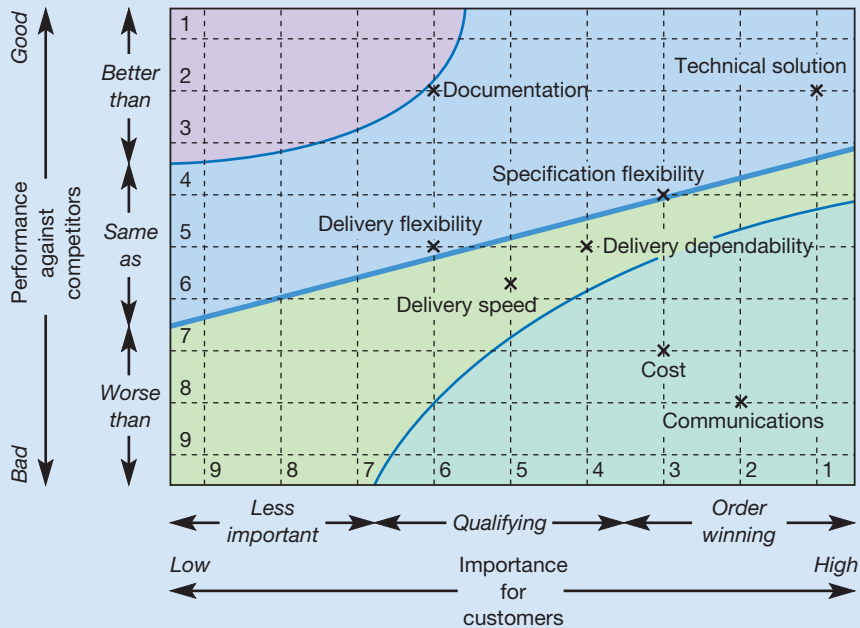 Good
Performance
against
competitors
Bad
Better
than
Same
as
Worse
than
1
2
3
4
5
6
7
8
9
Documentation
Technical solution
Specification flexibility
Delivery flexibility
Delivery dependability
Delivery speed
Cost
Communications
9 8 7 6 5 4 3 2 1
Less
important
Qualifying
Order
winning
Low
Importance
for
customers
High